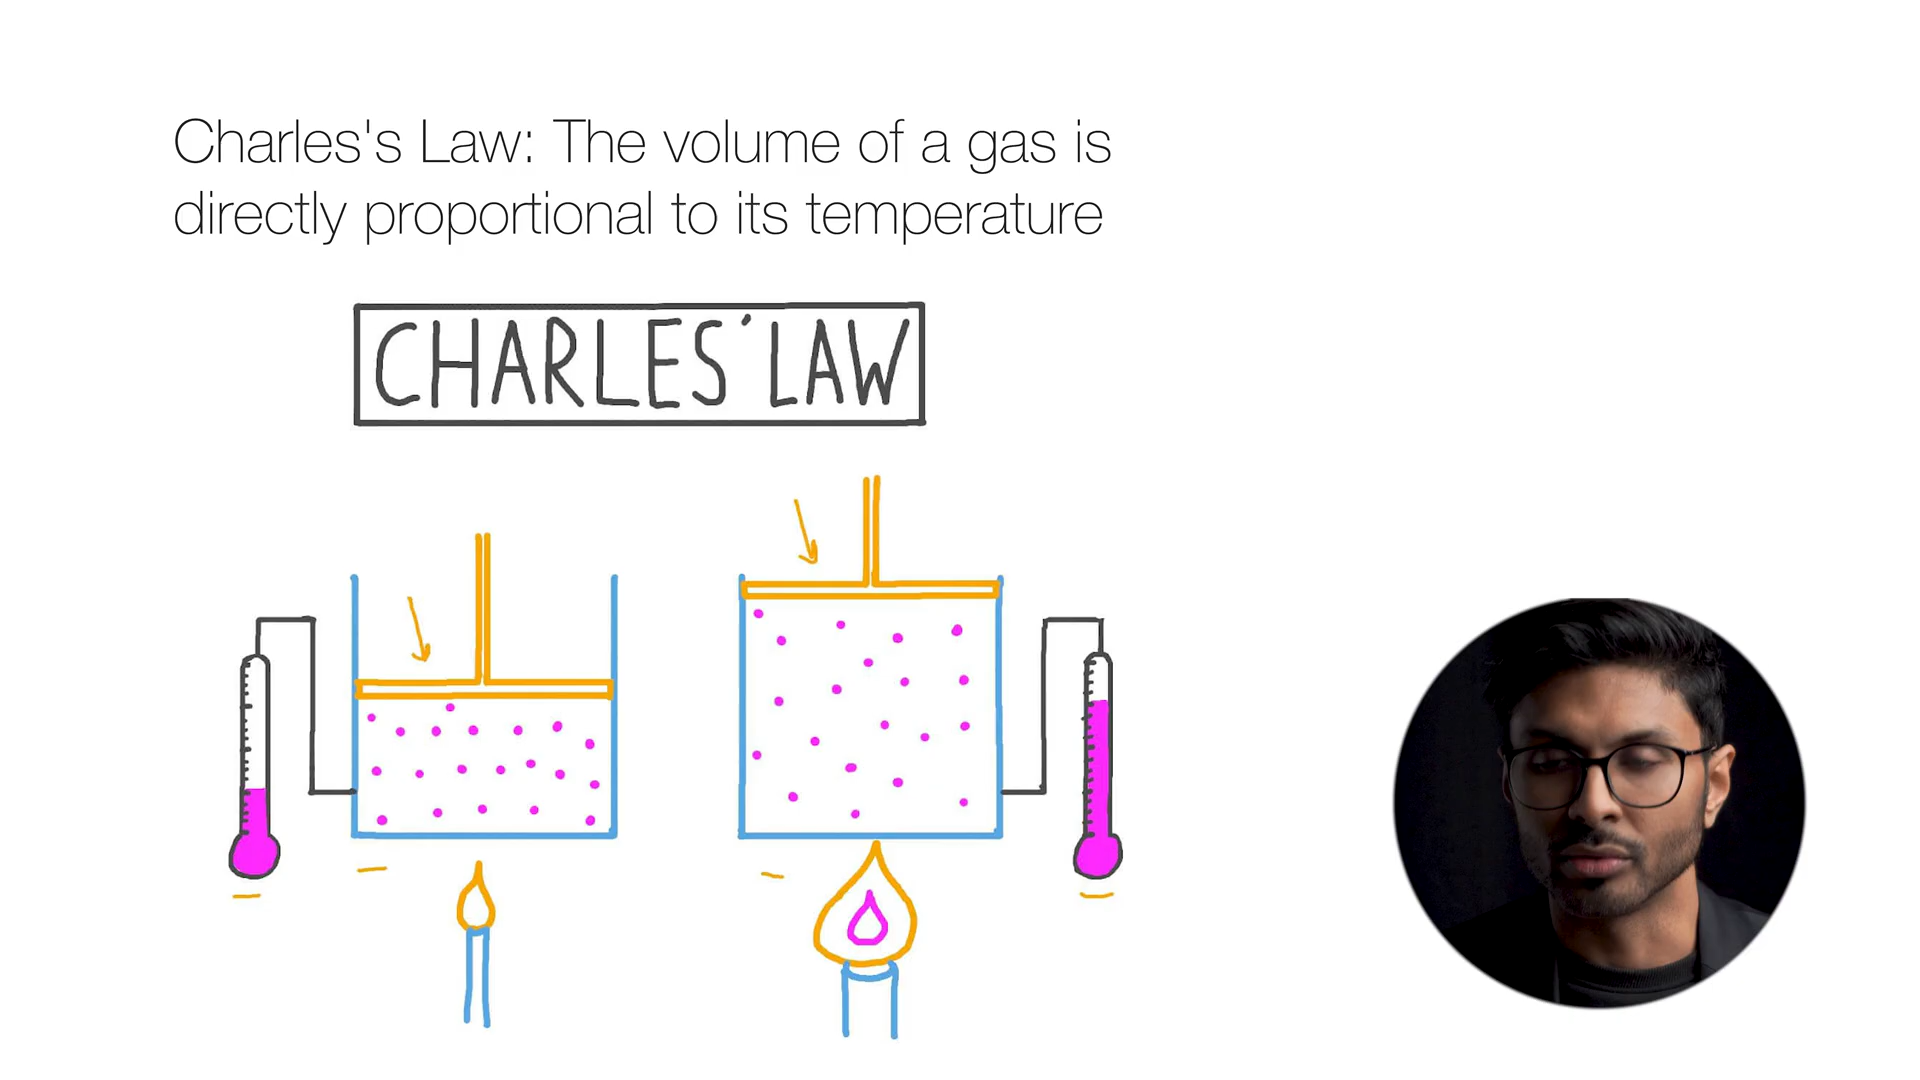 Charles's Law: The volume of a gas is
directly proportional to its temperature
CHARLES' LAW